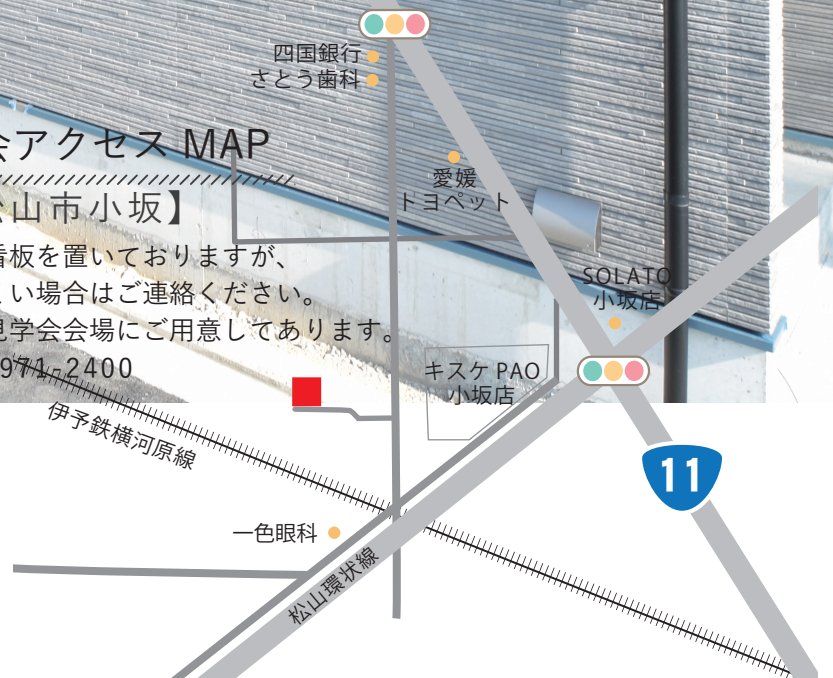 四国銀行
さとう歯科
会アクセス MAP
山市小坂】
愛媛
トヨペット
看板を置いておりますが、
い場合はご連絡ください。
見学会会場にご用意してあります。
971-2400
SOLATO
小坂店
キスケ PAO
小坂店
伊予鉄横河原線
11
一色眼科
松山環状線